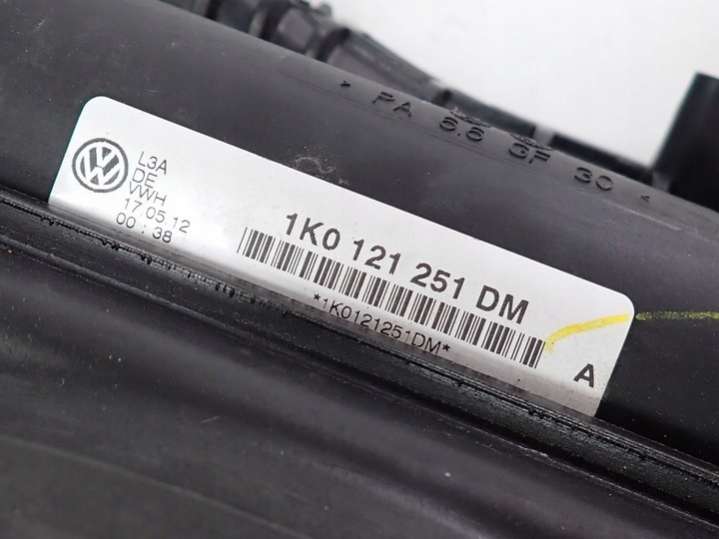 > PA 6.6 GF 30 <
L3A
DE
VWH
17.05.12
00:38
1K0 121 251 DM
*1K0121251DM*
A